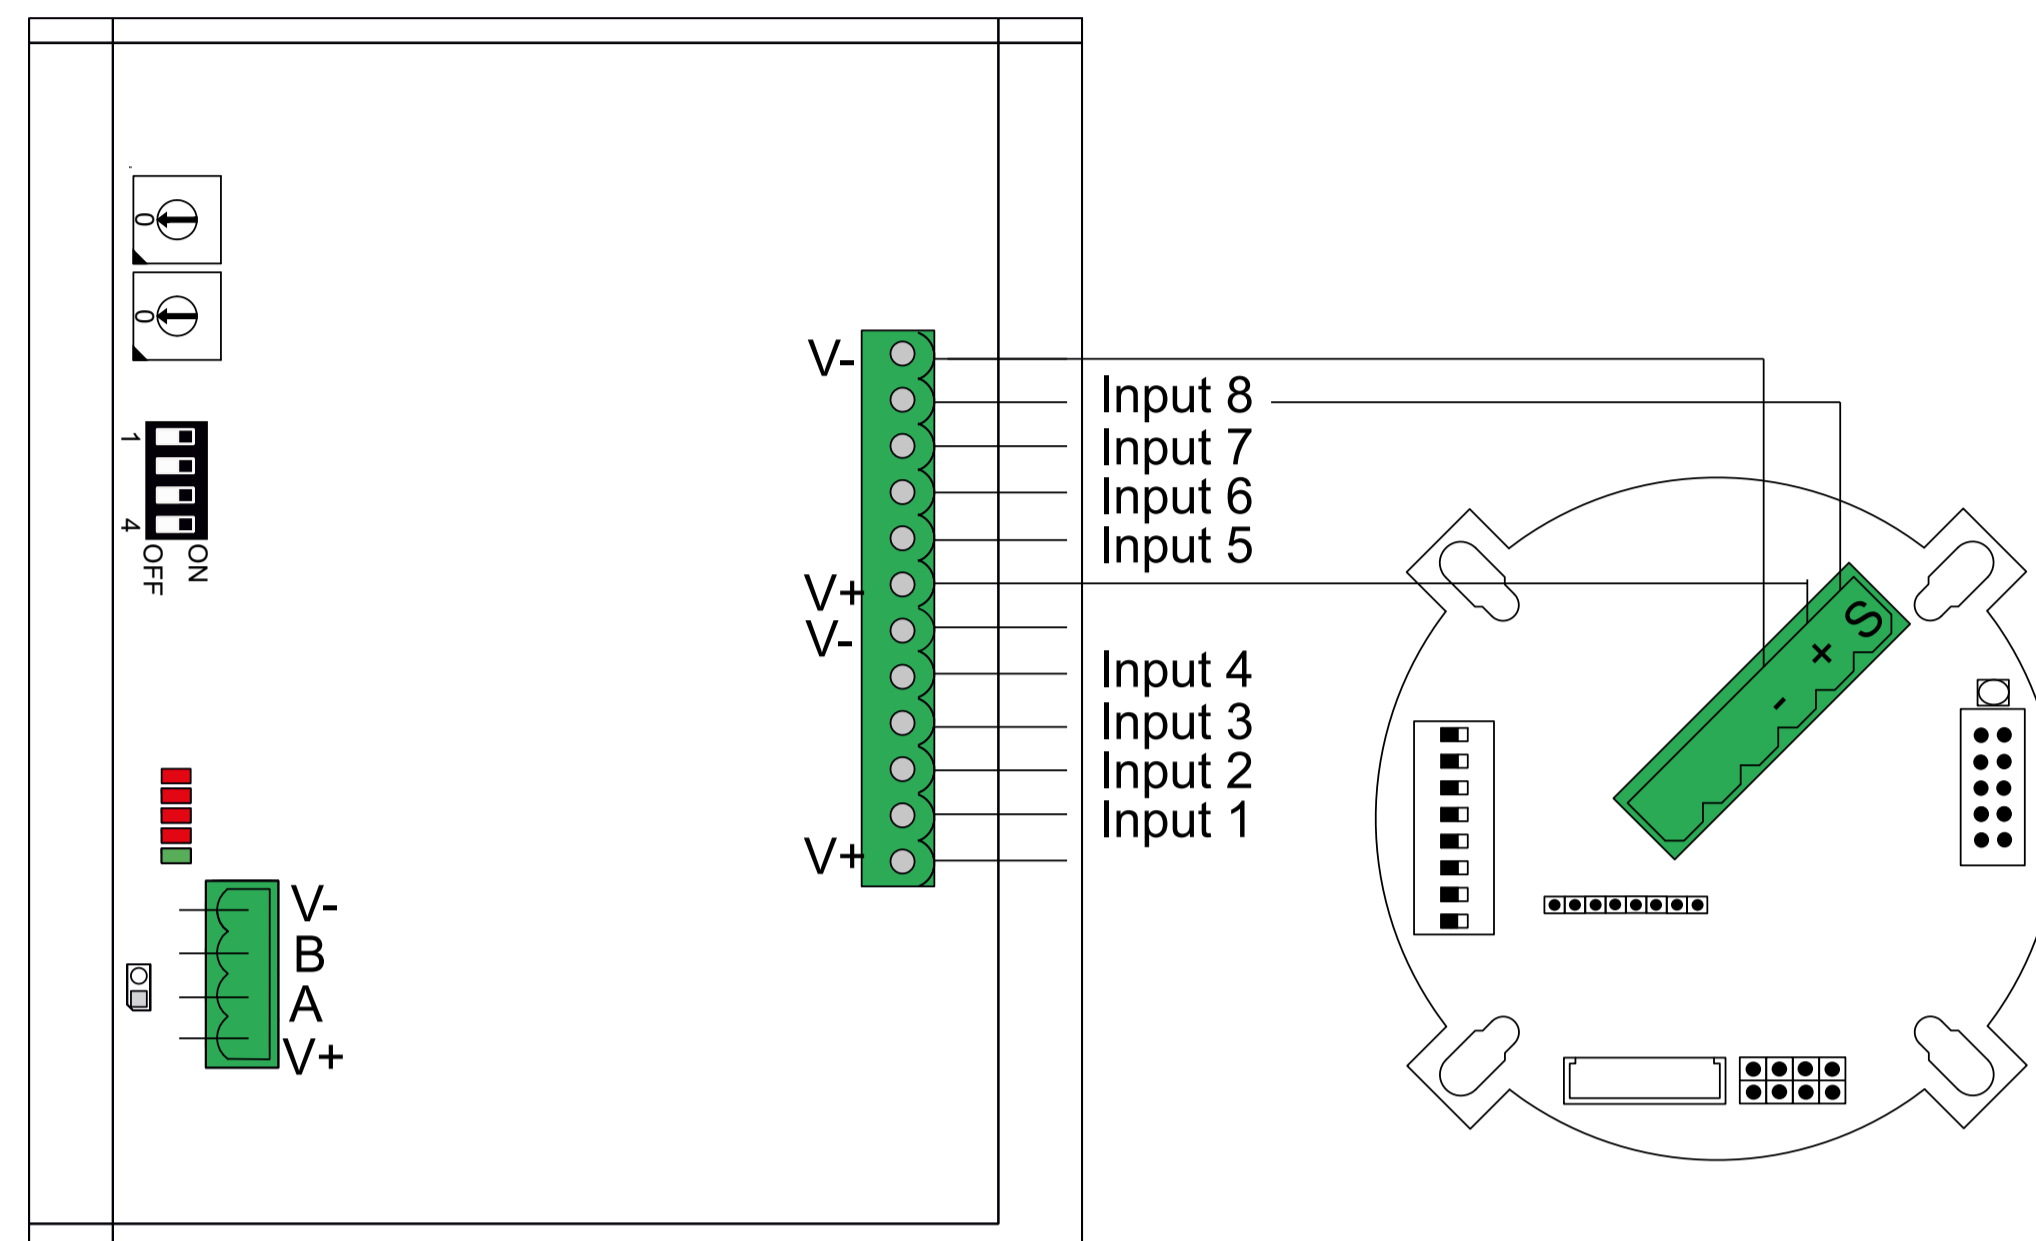 0
0
1
4
OFF
ON
V-
Input 8
Input 7
Input 6
Input 5
V+
V-
Input 4
Input 3
Input 2
Input 1
V+
V-
B
A
V+
S
+
-